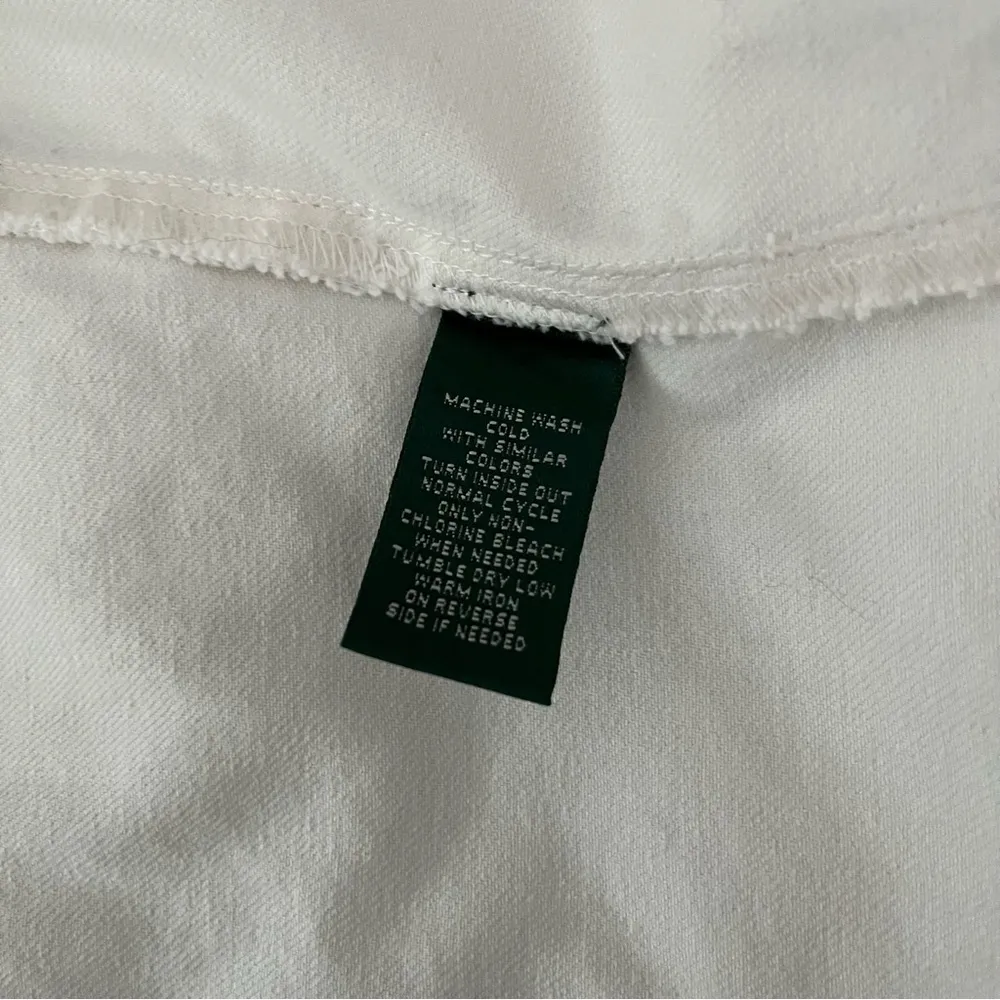 MACHINE WASH
COLD
WITH SIMILAR
COLORS
TURN INSIDE OUT
NORMAL CYCLE
ONLY NON-
CHLORINE BLEACH
WHEN NEEDED
TUMBLE DRY LOW
WARM IRON
ON REVERSE
SIDE IF NEEDED